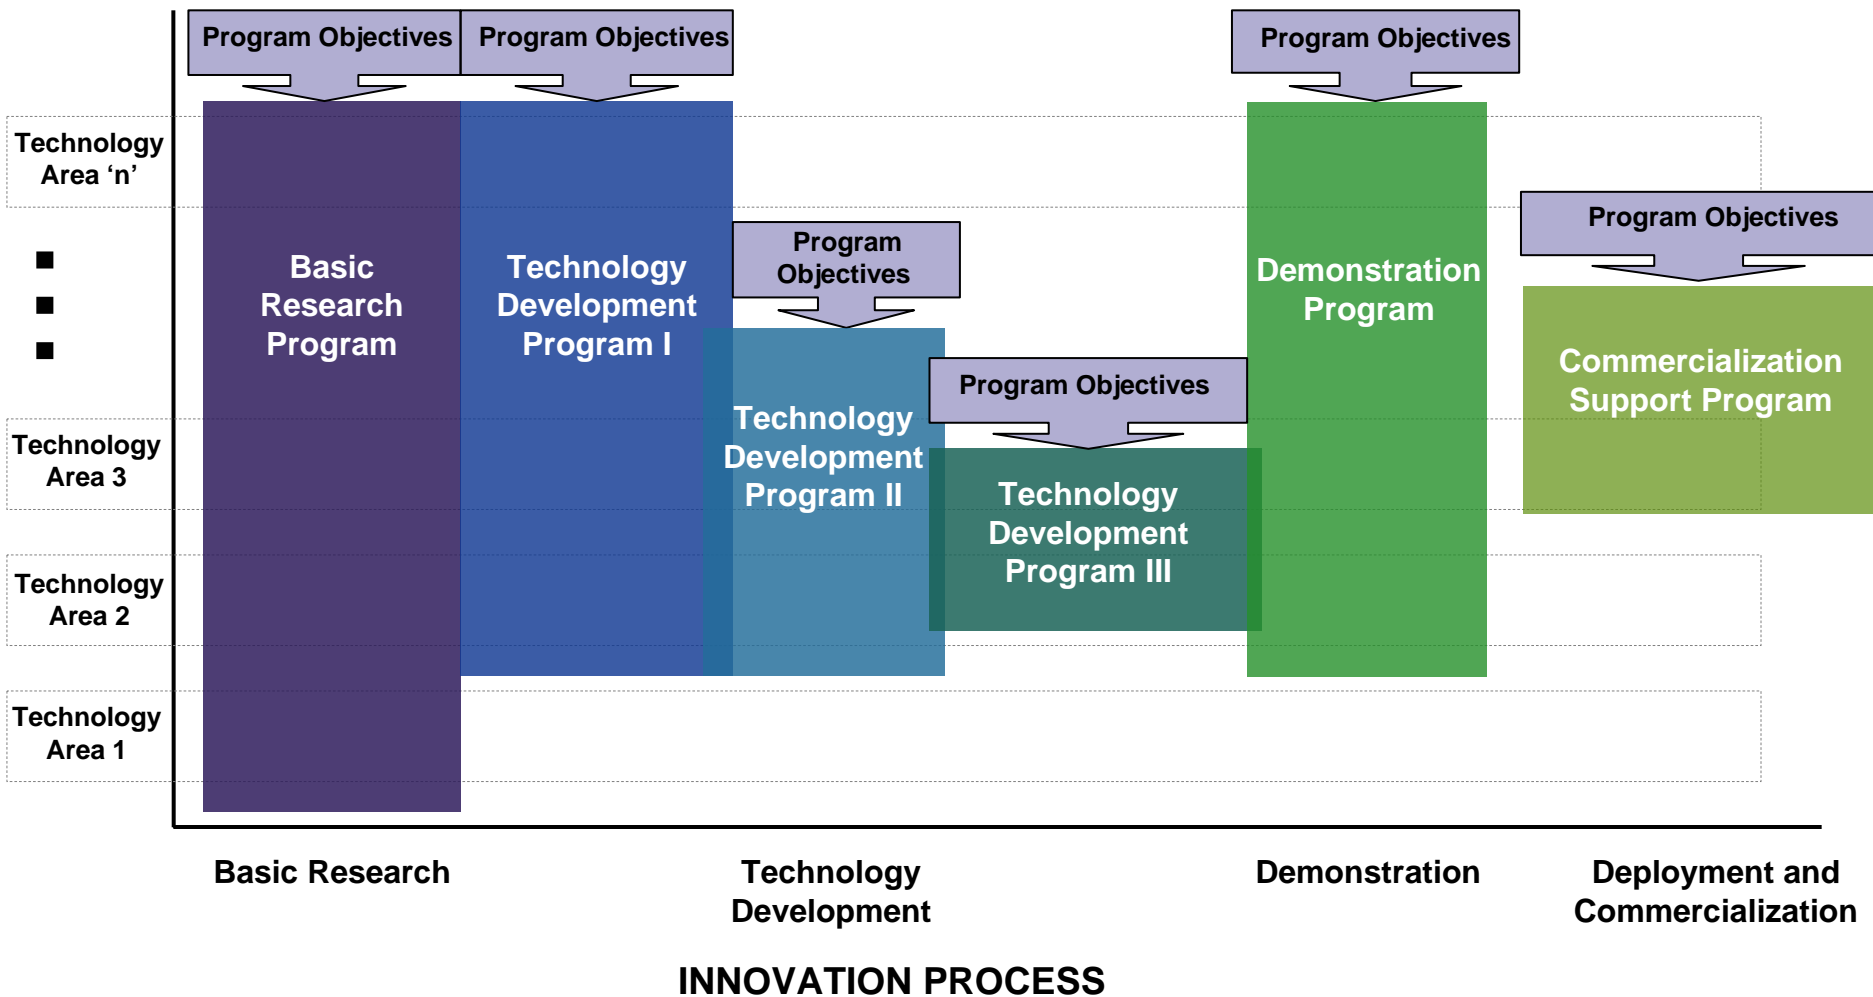 Program Objectives
Program Objectives
Program Objectives
Technology
Area ‘n’
Program Objectives
Basic
Research
Program
Technology
Development
Program I
Program
Objectives
Demonstration
Program
Commercialization
Support Program
Program Objectives
Technology
Development
Program II
Technology
Area 3
Technology
Development
Program III
Technology
Area 2
Technology
Area 1
Basic Research
Technology
Development
Demonstration
Deployment and
Commercialization
INNOVATION PROCESS